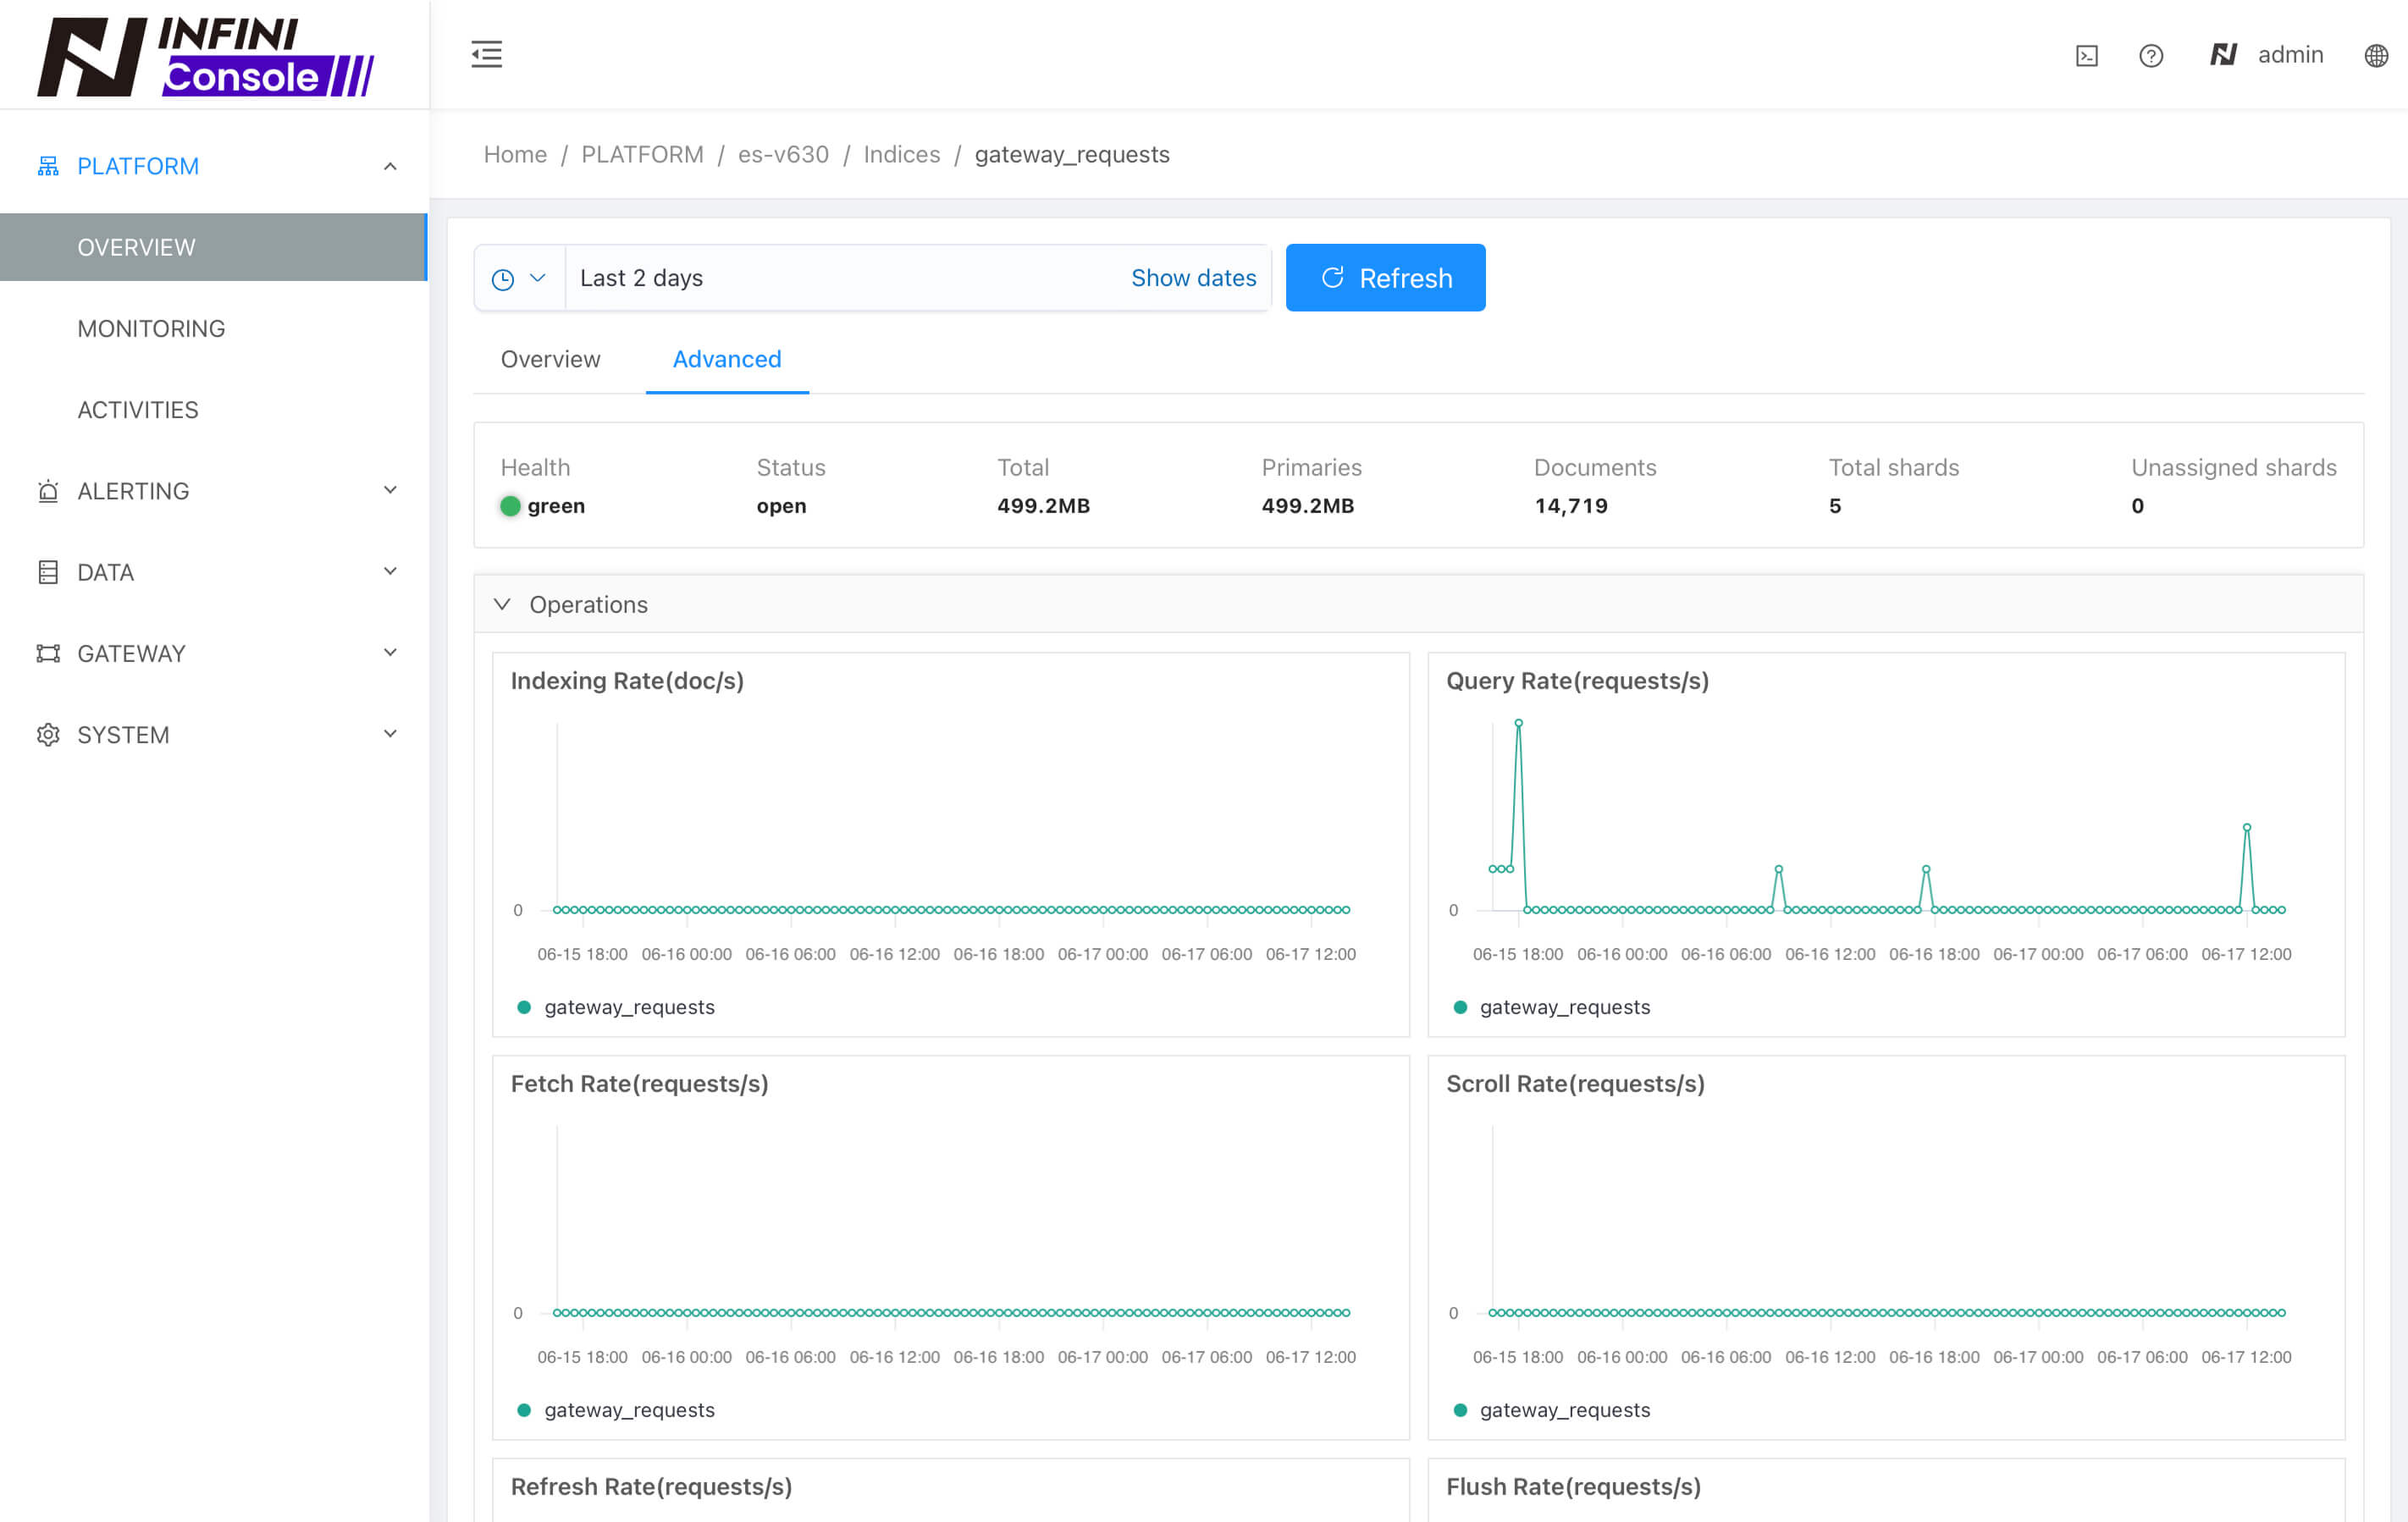 INFINI
Console
admin
Home / PLATFORM / es-v630 / Indices / gateway_requests
PLATFORM
OVERVIEW
MONITORING
ACTIVITIES
ALERTING
DATA
GATEWAY
SYSTEM
Last 2 days Show dates Refresh
Overview Advanced
Health Status Total Primaries Documents Total shards Unassigned shards
green open 499.2MB 499.2MB 14,719 5 0
Operations
Indexing Rate(doc/s)
0
06-15 18:00 06-16 00:00 06-16 06:00 06-16 12:00 06-16 18:00 06-17 00:00 06-17 06:00 06-17 12:00
gateway_requests
Query Rate(requests/s)
0
06-15 18:00 06-16 00:00 06-16 06:00 06-16 12:00 06-16 18:00 06-17 00:00 06-17 06:00 06-17 12:00
gateway_requests
Fetch Rate(requests/s)
0
06-15 18:00 06-16 00:00 06-16 06:00 06-16 12:00 06-16 18:00 06-17 00:00 06-17 06:00 06-17 12:00
gateway_requests
Scroll Rate(requests/s)
0
06-15 18:00 06-16 00:00 06-16 06:00 06-16 12:00 06-16 18:00 06-17 00:00 06-17 06:00 06-17 12:00
gateway_requests
Refresh Rate(requests/s)
Flush Rate(requests/s)